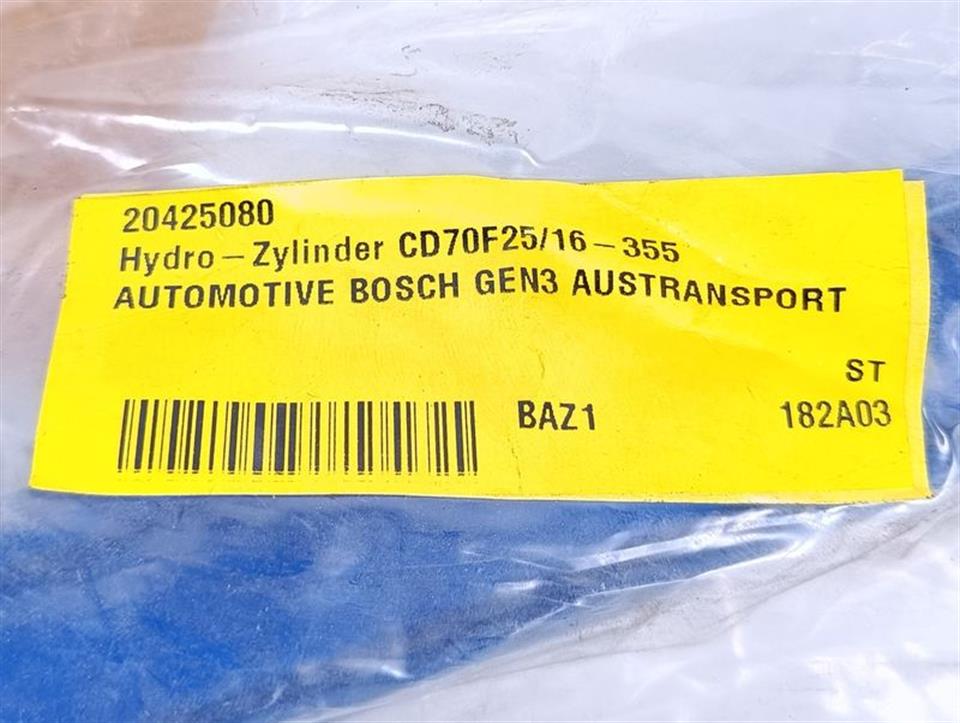 20425080
Hydro-Zylinder CD70F25/16-355
AUTOMOTIVE BOSCH GEN3 AUSTRANSPORT
ST
BAZ1 182A03